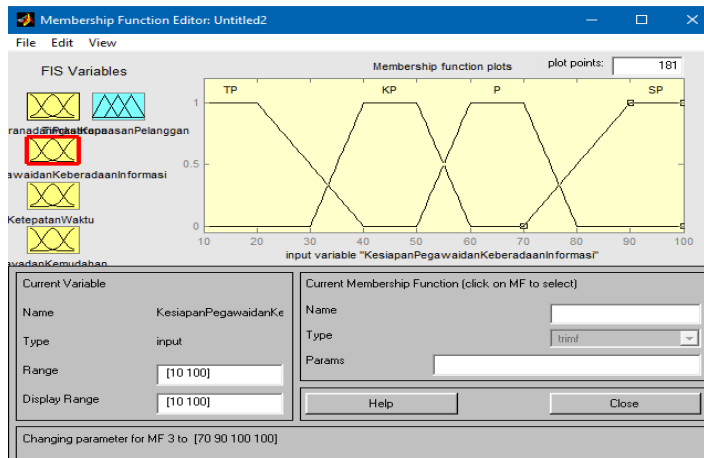 Membership Function Editor: Untitled2
File Edit View
FIS Variables
Membership function plots
plot points:
181
TP
KP
P
SP
1
0.5
0
10 20 30 40 50 60 70 80 90 100
input variable "KesiapanPegawaidanKeberadaanInformasi"
asanPelanggan
awaidanKeberadaanInformasi
KetepatanWaktu
ayadanKemudahan
Current Variable
Name KesiapanPegawaidanKe
Type input
Range [10 100]
Display Range [10 100]
Current Membership Function (click on MF to select)
Name
Type trimf
Params
Help
Close
Changing parameter for MF 3 to [70 90 100 100]